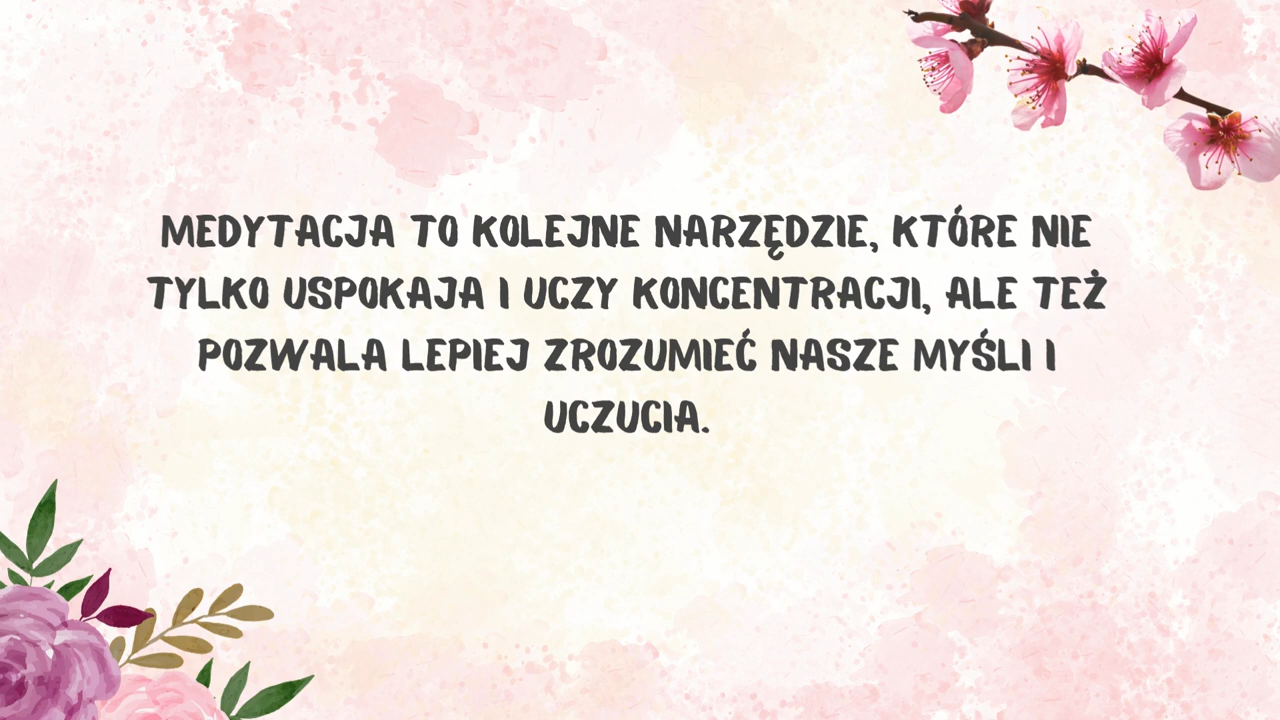 MEDYTACJA TO KOLEJNE NARZĘDZIE, KTÓRE NIE
TYLKO USPOKAJA I UCZY KONCENTRACJI, ALE TEŻ
POZWALA LEPIEJ ZROZUMIEĆ NASZE MYŚLI I
UCZUCIA.